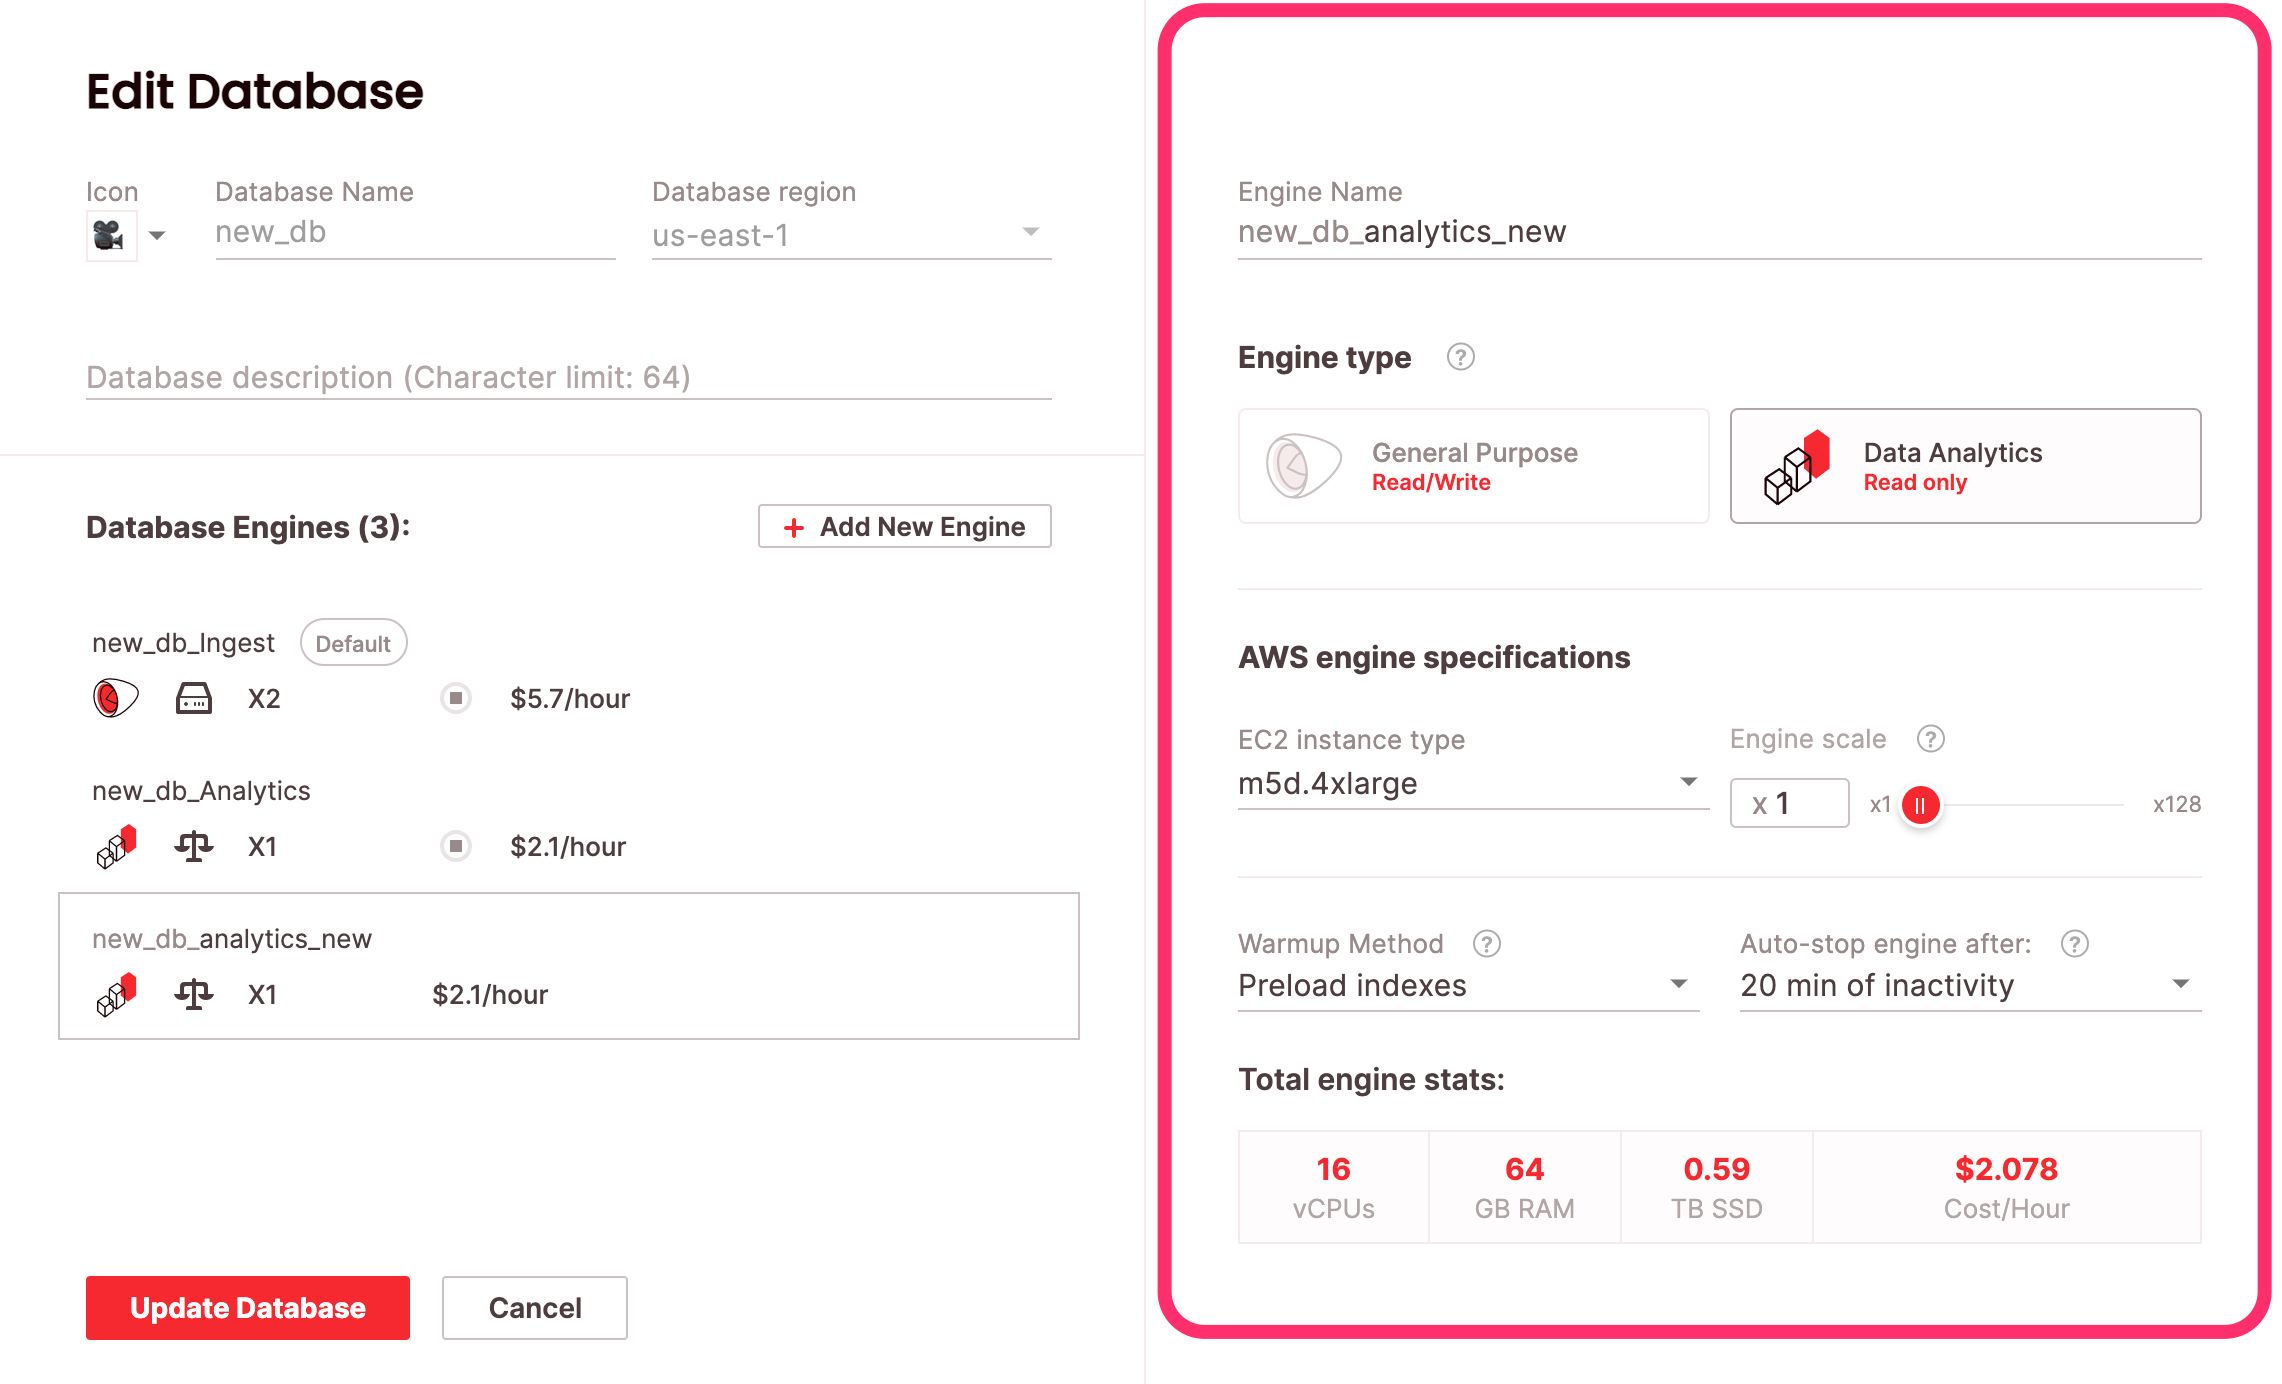 Edit Database
Icon
Database Name
new_db
Database region
us-east-1
Database description (Character limit: 64)
Database Engines (3):
+ Add New Engine
new_db_Ingest Default
X2 $5.7/hour
new_db_Analytics
X1 $2.1/hour
new_db_analytics_new
X1 $2.1/hour
Update Database
Cancel
Engine Name
new_db_analytics_new
Engine type ?
General Purpose
Read/Write
Data Analytics
Read only
AWS engine specifications
EC2 instance type
m5d.4xlarge
Engine scale ?
x 1 x1 x128
Warmup Method ?
Preload indexes
Auto-stop engine after: ?
20 min of inactivity
Total engine stats:
16
vCPUs
64
GB RAM
0.59
TB SSD
$2.078
Cost/Hour